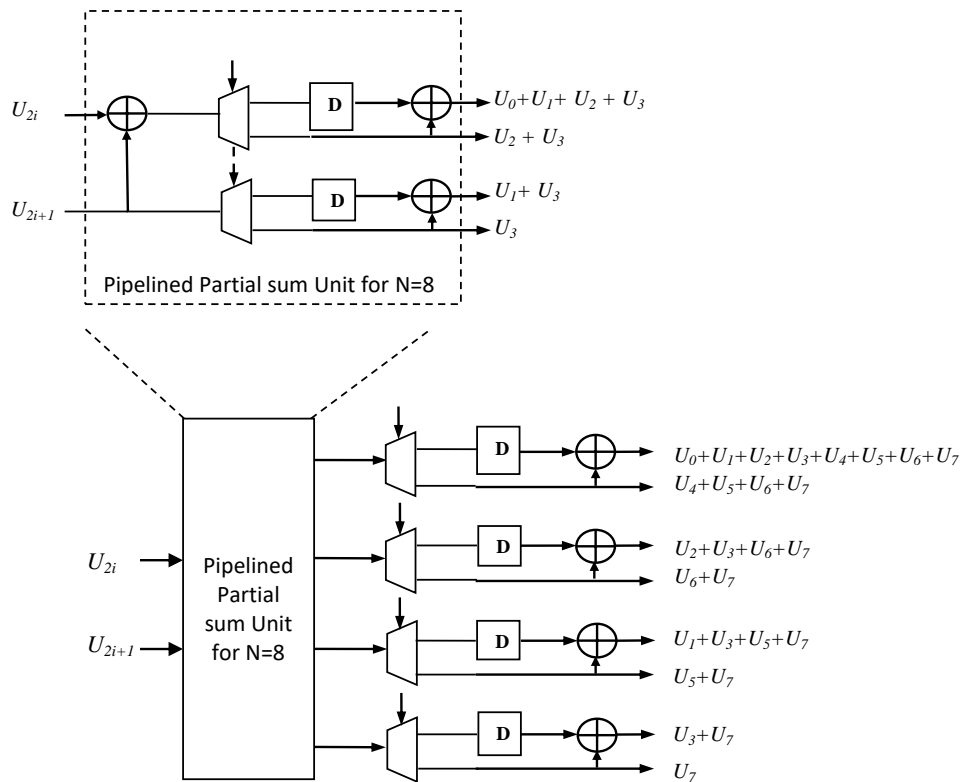 U2i
D
U0+U1+ U2 + U3
U2 + U3
U2i+1
D
U1+ U3
U3
Pipelined Partial sum Unit for N=8
D
U0+U1+U2+U3+U4+U5+U6+U7
U4+U5+U6+U7
U2i
U2i+1
Pipelined
Partial
sum Unit
for N=8
D
U2+U3+U6+U7
U6+U7
D
U1+U3+U5+U7
U5+U7
D
U3+U7
U7